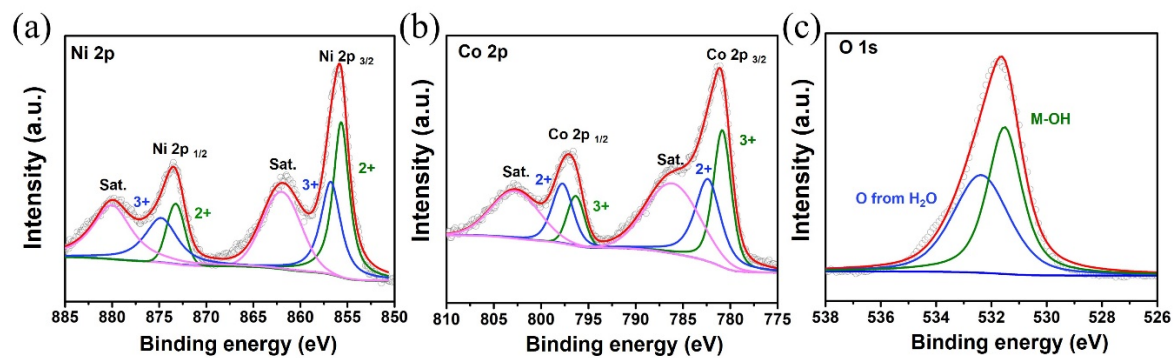 (a)
Ni 2p
Ni 2p 3/2
2+
3+
Sat.
Ni 2p 1/2
3+
2+
Sat.
Intensity (a.u.)
885 880 875 870 865 860 855 850
Binding energy (eV)
(b)
Co 2p
Co 2p 3/2
3+
2+
Sat.
Co 2p 1/2
2+
3+
Sat.
Intensity (a.u.)
810 805 800 795 790 785 780 775
Binding energy (eV)
(c)
O 1s
M-OH
O from H₂O
Intensity (a.u.)
538 536 534 532 530 528 526
Binding energy (eV)